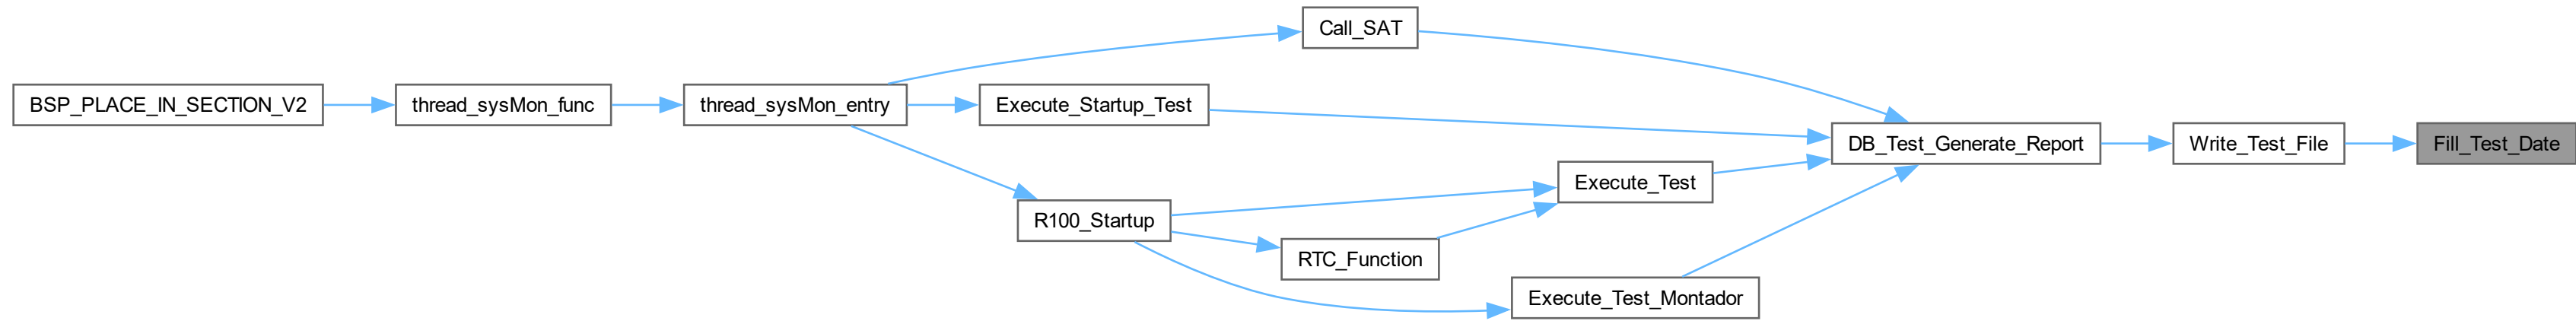 Call_SAT
BSP_PLACE_IN_SECTION_V2
thread_sysMon_func
thread_sysMon_entry
Execute_Startup_Test
DB_Test_Generate_Report
Write_Test_File
Fill_Test_Date
Execute_Test
R100_Startup
RTC_Function
Execute_Test_Montador